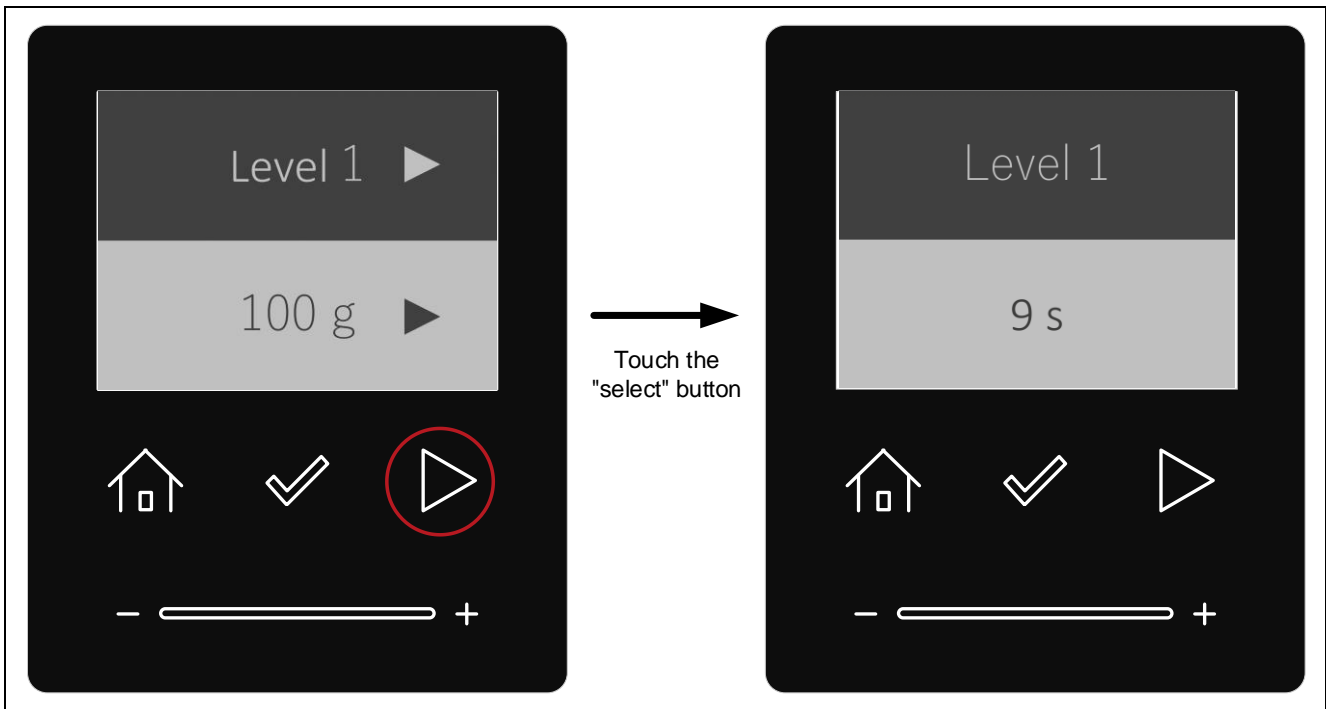 Level 1
100 g
Touch the
"select" button
Level 1
9 s
- +
- +